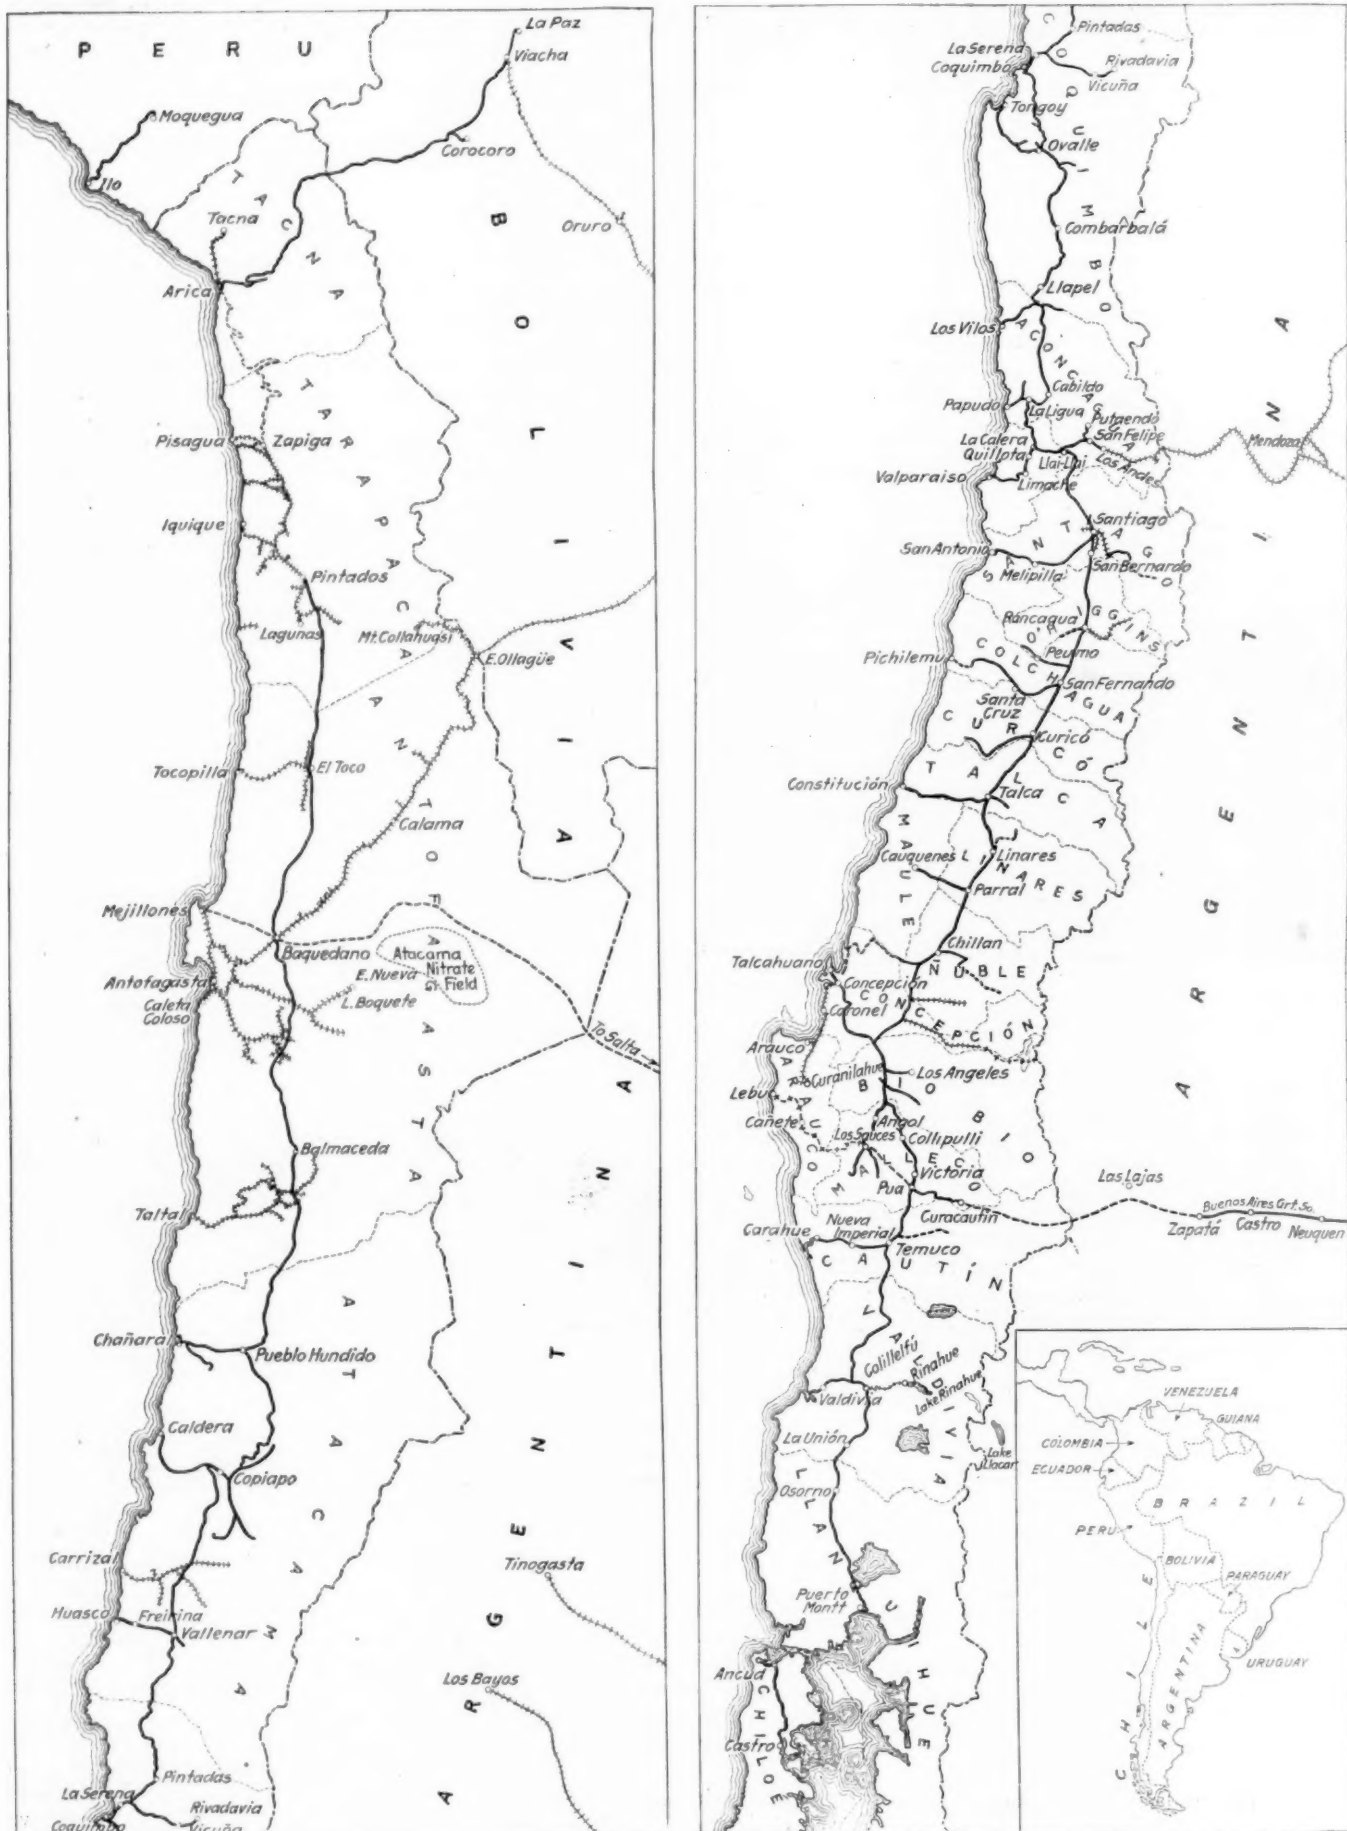 PERU
La Paz
Viacha
Moquegua
Corocoro
Ilo
TACNA
Tacna
Oruro
BOLIVIA
Arica
TARAPACA
Pisagua
Zapiga
Iquique
Pintados
Lagunas
Mt. Collahuasi
E. Ollagüe
ANTOFAGASTA
Tocopilla
El Toco
Calama
Mejillones
Baquedano
Atacama
Nitrate
Field
E. Nueva
L. Boquete
Antofagasta
Caleta
Coloso
To Salta
Balmaceda
Taltal
ATACAMA
ARGENTINA
Chañaral
Pueblo Hundido
Caldera
Copiapo
Carrizal
Tinogasta
Huasco
Freirina
Vallenar
Los Bayos
Pintadas
La Serena
Rivadavia
Coquimbo
Vicuña
COQUIMBO
Pintadas
La Serena
Coquimbo
Rivadavia
Vicuña
Tongoy
Ovalle
Combarbalá
Llapel
Los Vilos
ACONCAGUA
Cabildo
Papudo
La Ligua
Putaendo
San Felipe
La Calera
Quillota
Llai-Llai
Los Andes
Mendoza
Valparaiso
Limache
SANTIAGO
Santiago
San Antonio
Melipilla
San Bernardo
Rancagua
O'HIGGINS
Peumo
COLCHAGUA
Pichilemu
San Fernando
Santa
Cruz
CURICÓ
Curicó
TALCA
Constitución
Talca
MAULE
Cauquenes
LINARES
Linares
Parral
Chillan
Talcahuano
ÑUBLE
Concepción
CONCEPCIÓN
Coronel
Arauco
ARAUCO
Curanilahue
Los Angeles
BIO BIO
Lebu
Cañete
Angol
Los Sauces
Collipulli
MALLECO
Victoria
Pua
Las Lajas
Curacautin
Buenos Aires Grt. So.
Zapatá
Castro
Neuquen
Carahue
Nueva
Imperial
Temuco
CAUTÍN
VALDIVIA
Calillelfú
Rinahue
Lake Rinahue
Valdivia
La Unión
Lake
Llacar
Osorno
LLANQUIHUE
Puerto
Montt
Ancud
CHILOÉ
Castro
ARGENTINA
VENEZUELA
GUIANA
COLOMBIA
ECUADOR
BRAZIL
PERU
BOLIVIA
PARAGUAY
CHILE
ARGENTINA
URUGUAY